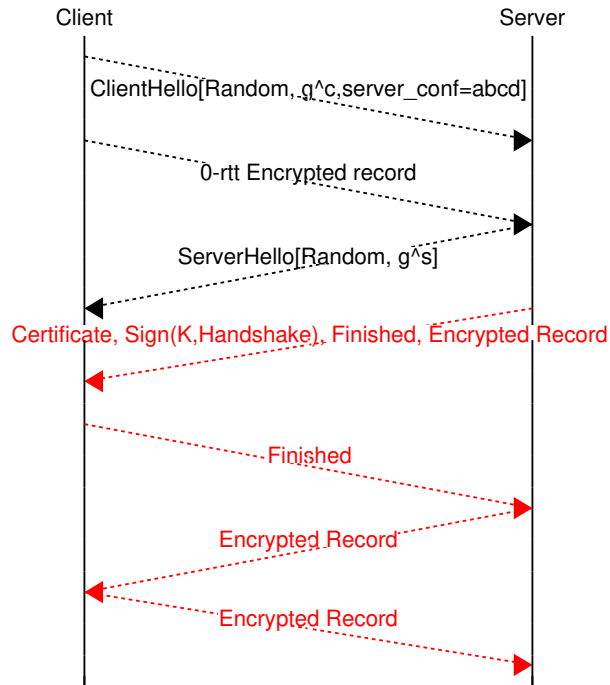 Client
Server
ClientHello[Random, g^c,server_conf=abcd]
0-rtt Encrypted record
ServerHello[Random, g^s]
Certificate, Sign(K,Handshake), Finished, Encrypted Record
Finished
Encrypted Record
Encrypted Record